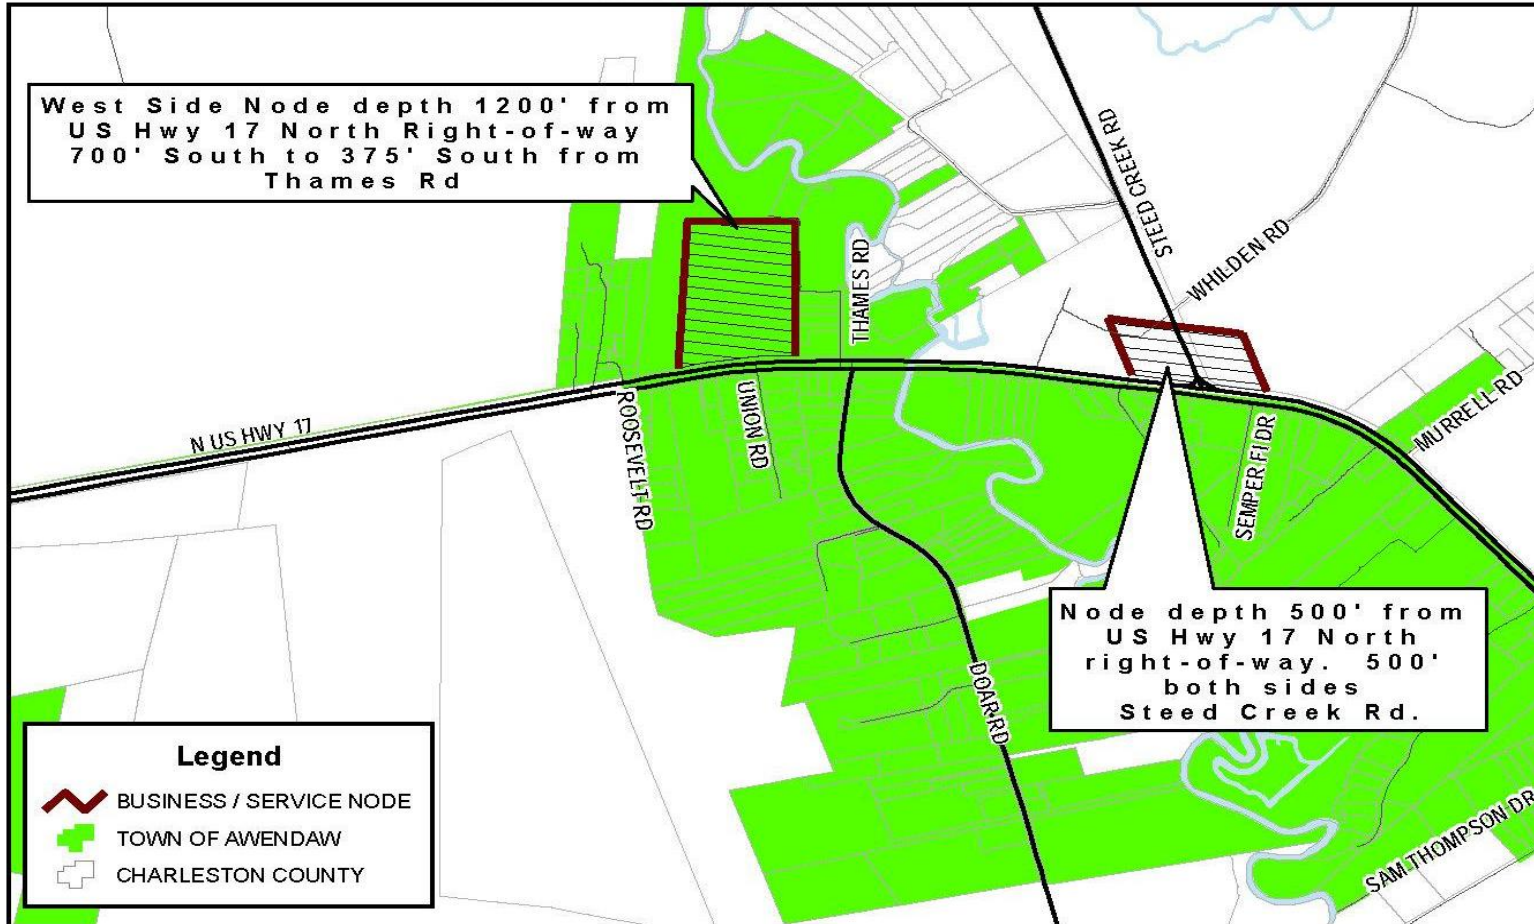 West Side Node depth 1200' from
US Hwy 17 North Right-of-way
700' South to 375' South from
Thames Rd
STEED CREEK RD
WHILDEN RD
THAMES RD
N US HWY 17
ROOSEVELT RD
UNION RD
SEMPER FI DR
MURRELL RD
DOAR RD
Node depth 500' from
US Hwy 17 North
right-of-way. 500'
both sides
Steed Creek Rd.
SAM THOMPSON DR
Legend
BUSINESS / SERVICE NODE
TOWN OF AWENDAW
CHARLESTON COUNTY